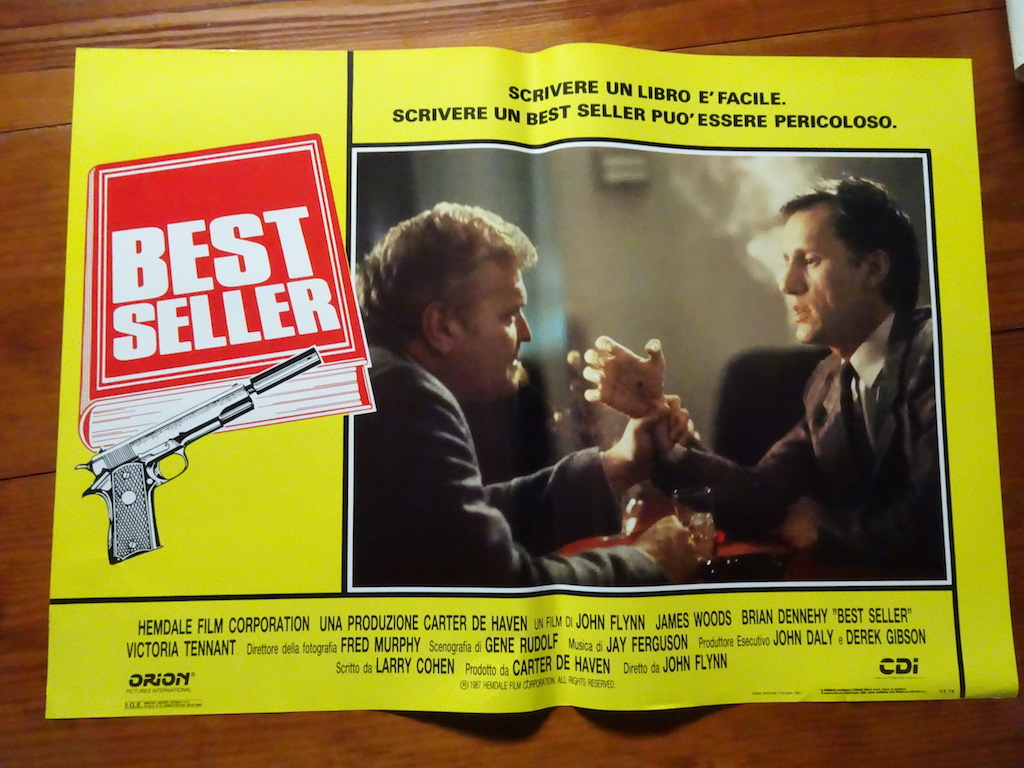 SCRIVERE UN LIBRO E' FACILE.
SCRIVERE UN BEST SELLER PUO' ESSERE PERICOLOSO.
BEST
SELLER
HEMDALE FILM CORPORATION UNA PRODUZIONE CARTER DE HAVEN UN FILM DI JOHN FLYNN JAMES WOODS BRIAN DENNEHY "BEST SELLER"
VICTORIA TENNANT Direttore della fotografia FRED MURPHY Scenografia di GENE RUDOLF Musica di JAY FERGUSON Produttore Esecutivo JOHN DALY e DEREK GIBSON
Scritto da LARRY COHEN Prodotto da CARTER DE HAVEN Diretto da JOHN FLYNN
® 1987 HEMDALE FILM CORPORATION. ALL RIGHTS RESERVED.
ORION®
PICTURES INTERNATIONAL
CDI
I.G.E.